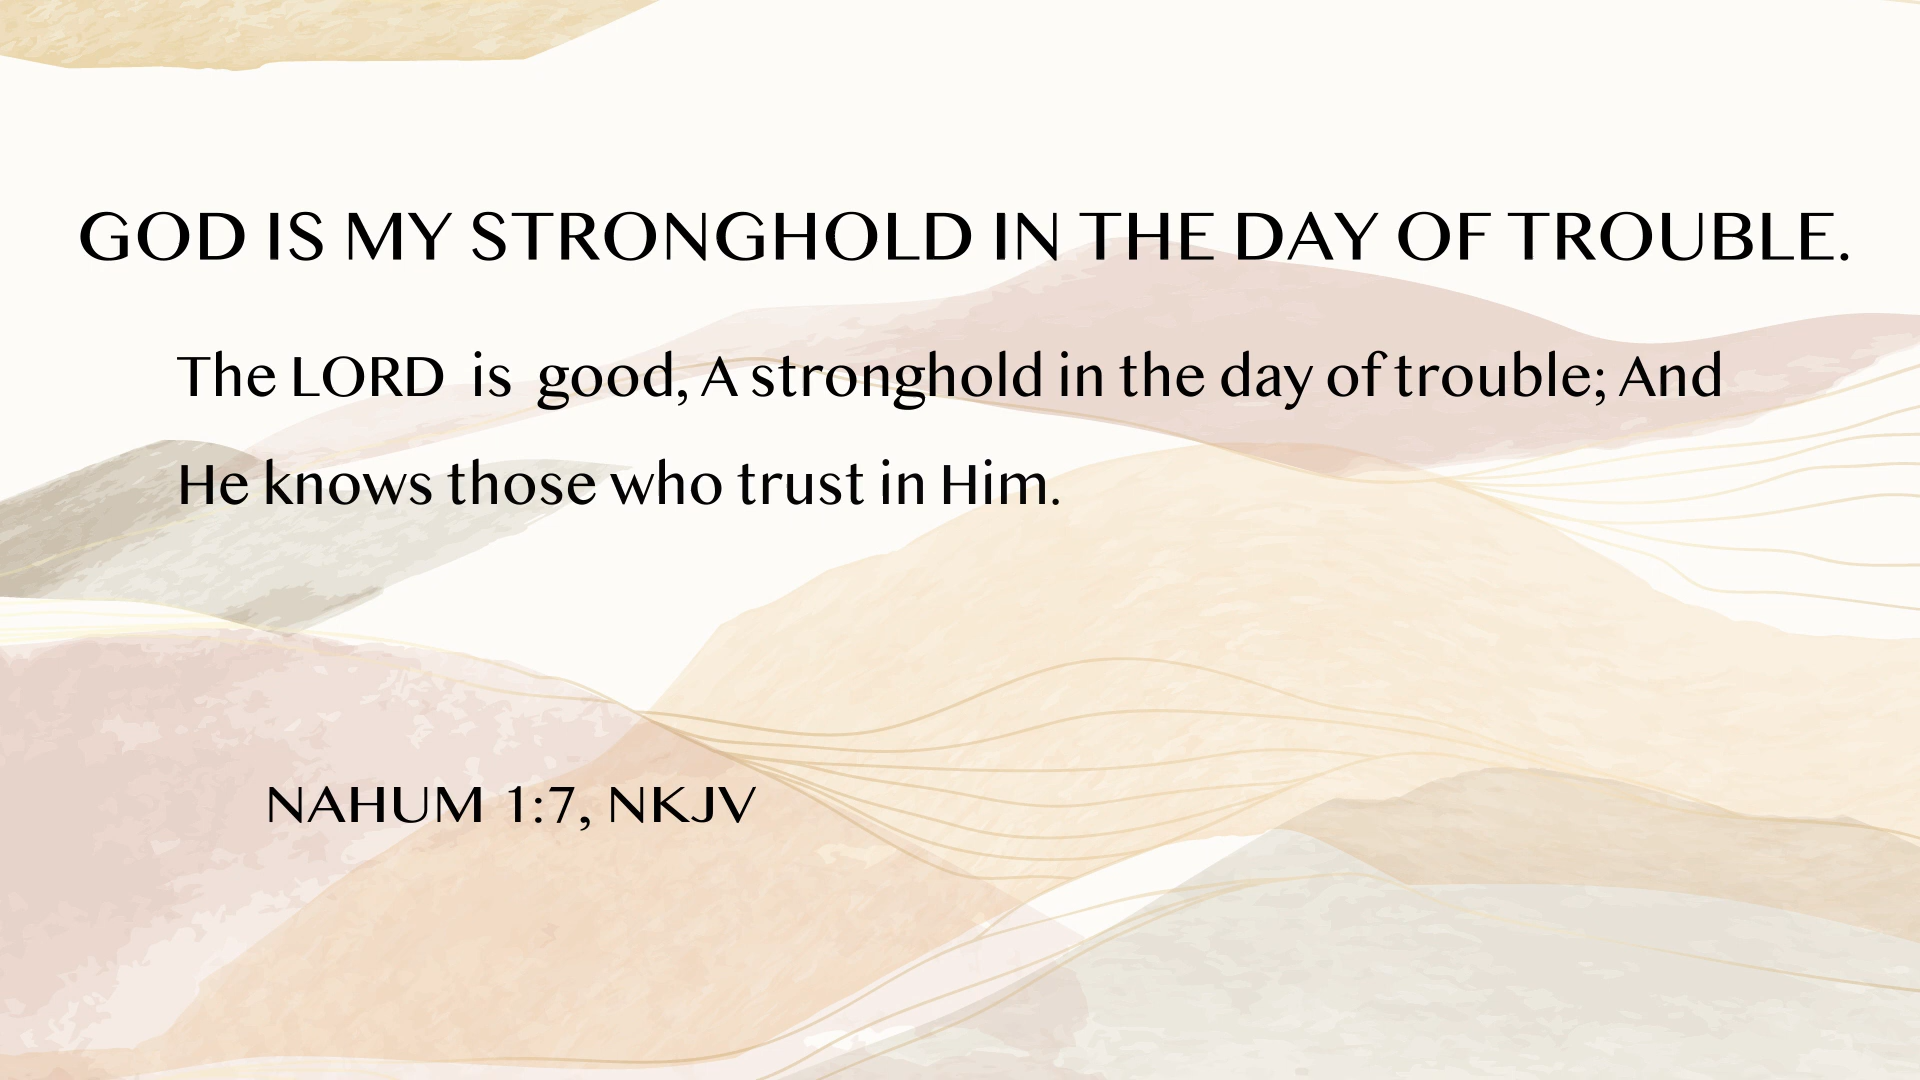 GOD IS MY STRONGHOLD IN THE DAY OF TROUBLE.
The LORD is good, A stronghold in the day of trouble; And
He knows those who trust in Him.
NAHUM 1:7, NKJV